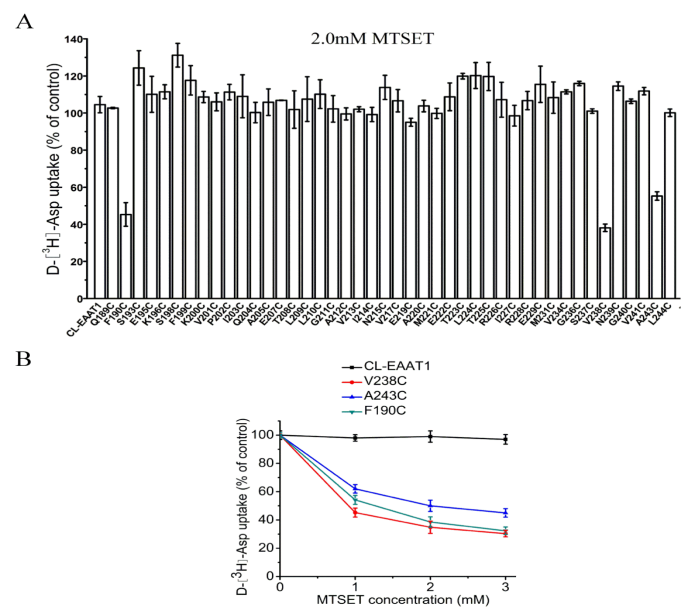 A
2.0mM MTSET
D-[³H]-Asp uptake (% of control)
140
120
100
80
60
40
20
0
CL-EAAT1 Q189C F190C S193C E195C K196C S198C F199C K200C V201C P202C I203C Q204C A205C E207C T208C L209C L210C G211C A212C V213C I214C N215C V217C E219C A220C M221C E222C T223C L224C T225C R226C I227C R228C E229C M231C V234C G236C S237C V238C N239C G240C V241C A243C L244C
B
CL-EAAT1
V238C
A243C
F190C
D-[³H]-Asp uptake (% of control)
100
80
60
40
20
0
0 1 2 3
MTSET concentration (mM)